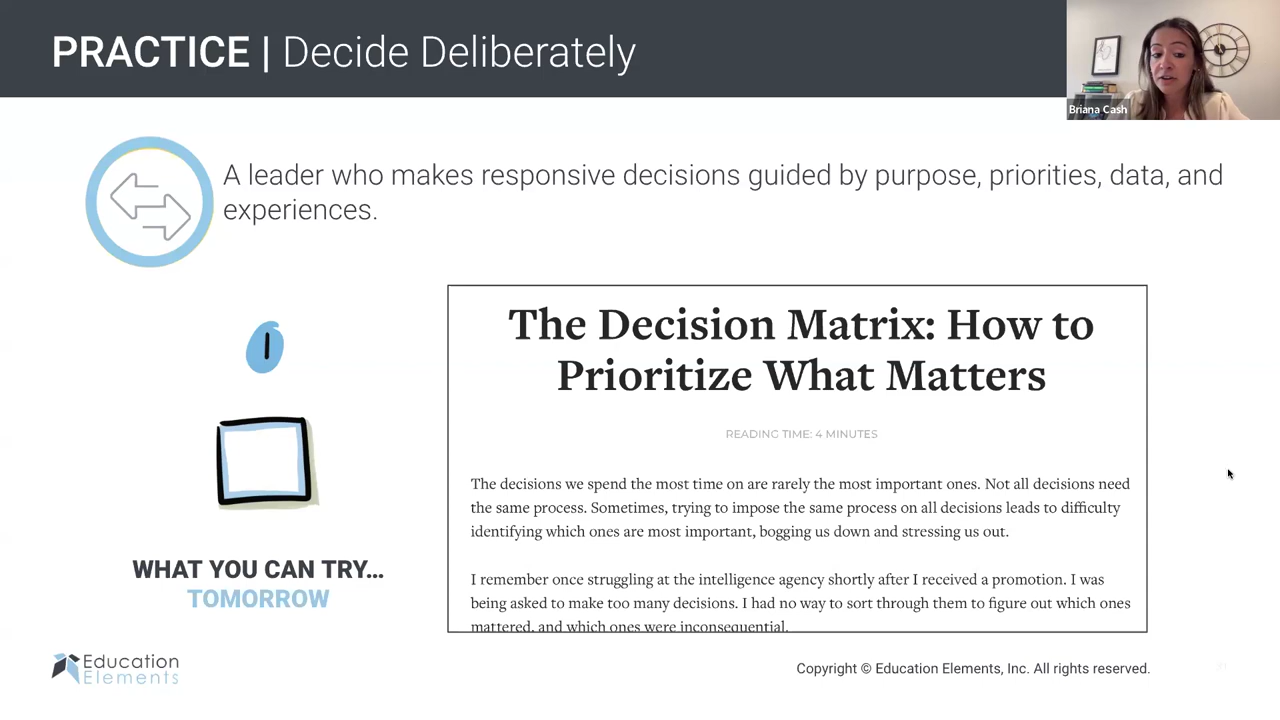 PRACTICE | Decide Deliberately
Briana Cash
A leader who makes responsive decisions guided by purpose, priorities, data, and
experiences.
1
The Decision Matrix: How to
Prioritize What Matters
READING TIME: 4 MINUTES
The decisions we spend the most time on are rarely the most important ones. Not all decisions need
the same process. Sometimes, trying to impose the same process on all decisions leads to difficulty
identifying which ones are most important, bogging us down and stressing us out.
I remember once struggling at the intelligence agency shortly after I received a promotion. I was
being asked to make too many decisions. I had no way to sort through them to figure out which ones
mattered, and which ones were inconsequential.
WHAT YOU CAN TRY...
TOMORROW
Education
Elements
Copyright © Education Elements, Inc. All rights reserved.